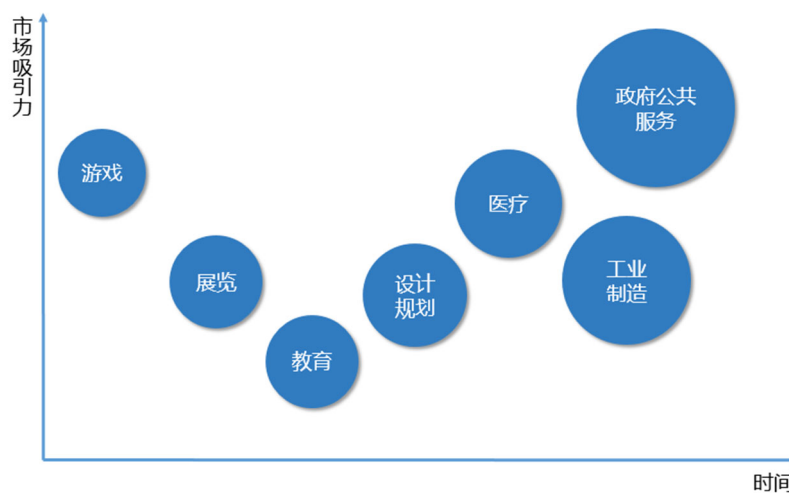 市场吸引力
政府公共
服务
游戏
医疗
展览
设计
规划
工业
制造
教育
时间